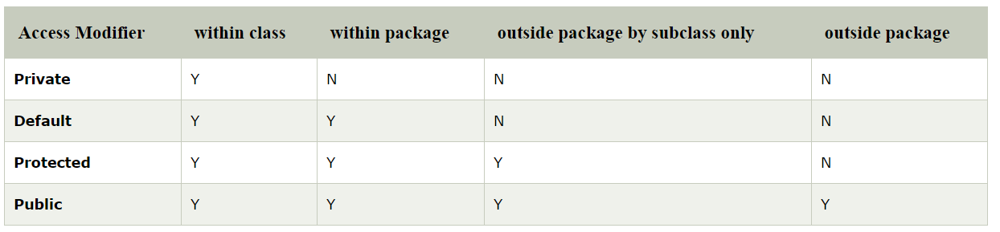 Access Modifier within class within package outside package by subclass only outside package
Private Y N N N
Default Y Y N N
Protected Y Y Y N
Public Y Y Y Y